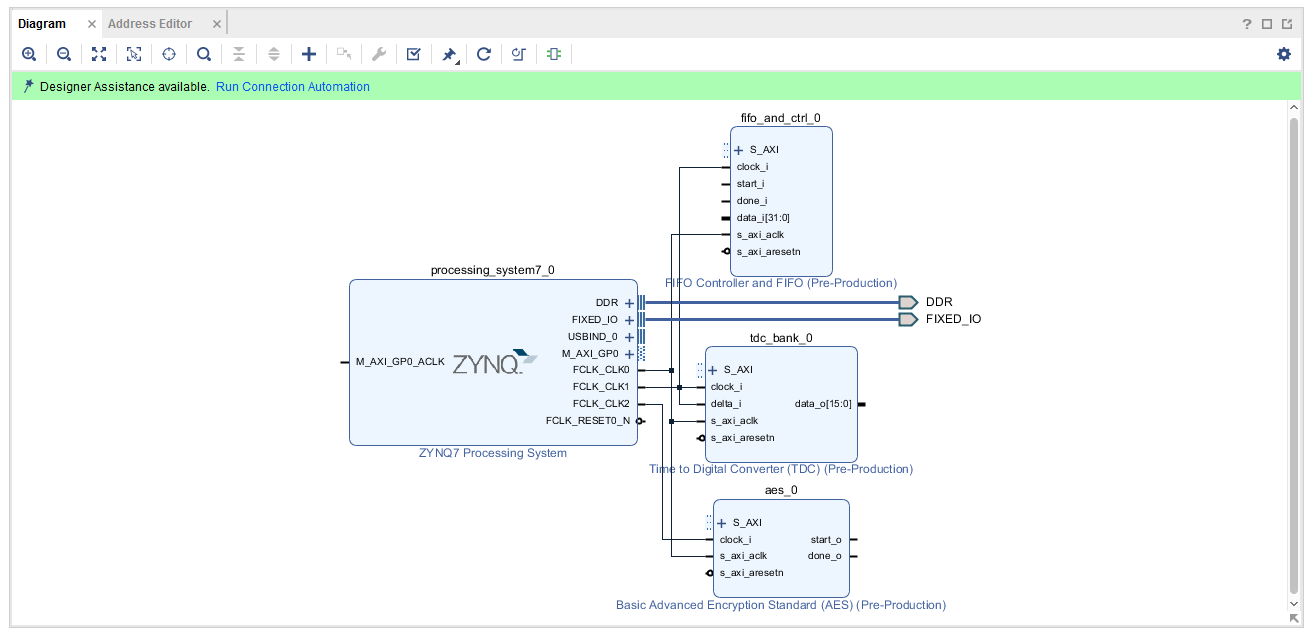 Diagram
Address Editor
Designer Assistance available. Run Connection Automation
fifo_and_ctrl_0
S_AXI
clock_i
start_i
done_i
data_i[31:0]
s_axi_aclk
s_axi_aresetn
FIFO Controller and FIFO (Pre-Production)
processing_system7_0
M_AXI_GP0_ACLK
ZYNQ
DDR
FIXED_IO
USBIND_0
M_AXI_GP0
FCLK_CLK0
FCLK_CLK1
FCLK_CLK2
FCLK_RESET0_N
ZYNQ7 Processing System
DDR
FIXED_IO
tdc_bank_0
S_AXI
clock_i
delta_i
data_o[15:0]
s_axi_aclk
s_axi_aresetn
Time to Digital Converter (TDC) (Pre-Production)
aes_0
S_AXI
clock_i
start_o
s_axi_aclk
done_o
s_axi_aresetn
Basic Advanced Encryption Standard (AES) (Pre-Production)